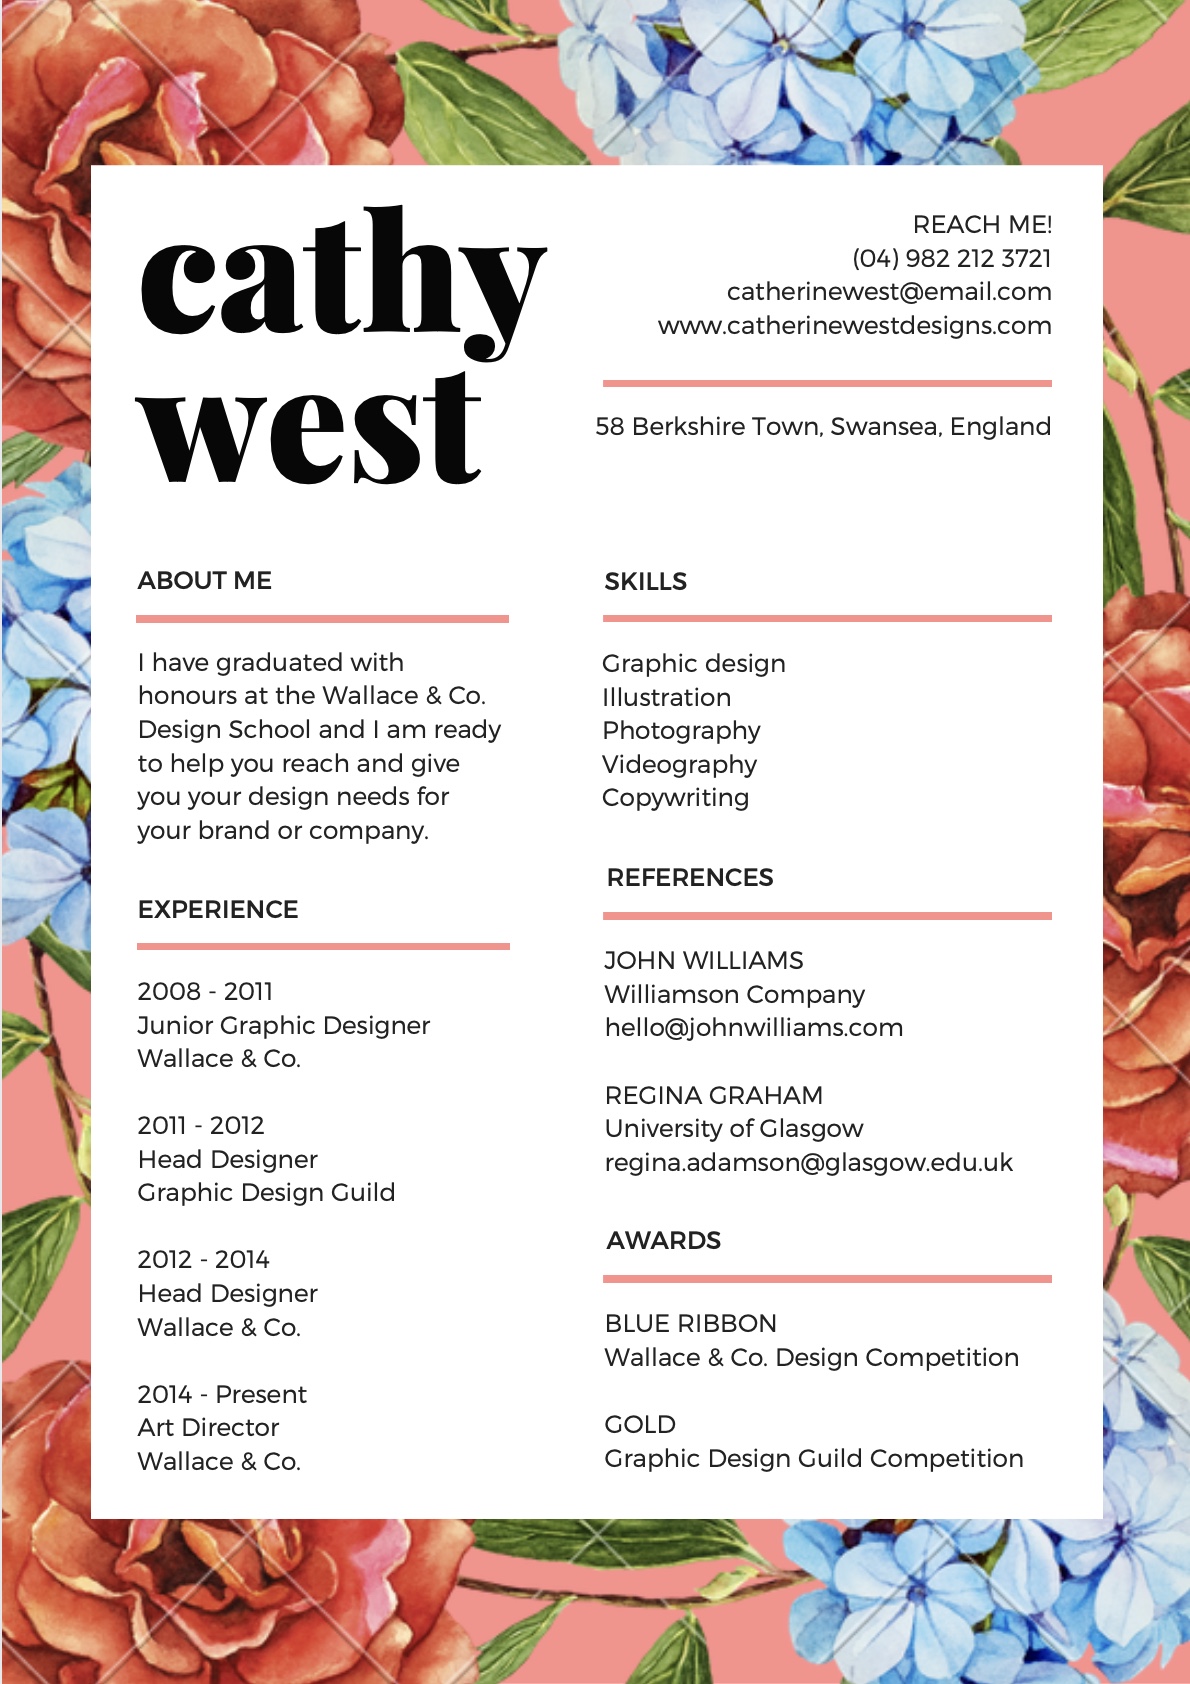 cathy
west
REACH ME!
(04) 982 212 3721
catherinewest@email.com
www.catherinewestdesigns.com
58 Berkshire Town, Swansea, England
ABOUT ME
I have graduated with
honours at the Wallace & Co.
Design School and I am ready
to help you reach and give
you your design needs for
your brand or company.
EXPERIENCE
2008 - 2011
Junior Graphic Designer
Wallace & Co.
2011 - 2012
Head Designer
Graphic Design Guild
2012 - 2014
Head Designer
Wallace & Co.
2014 - Present
Art Director
Wallace & Co.
SKILLS
Graphic design
Illustration
Photography
Videography
Copywriting
REFERENCES
JOHN WILLIAMS
Williamson Company
hello@johnwilliams.com
REGINA GRAHAM
University of Glasgow
regina.adamson@glasgow.edu.uk
AWARDS
BLUE RIBBON
Wallace & Co. Design Competition
GOLD
Graphic Design Guild Competition